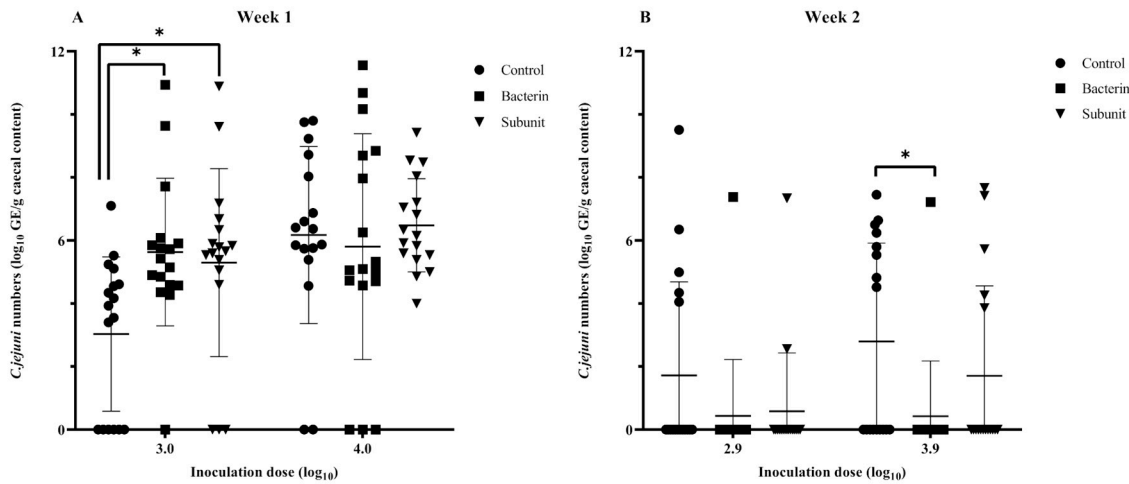 A
Week 1
*
*
12
6
0
C.jejuni numbers (log10 GE/g caecal content)
3.0
4.0
Inoculation dose (log10)
Control
Bacterin
Subunit
B
Week 2
*
12
6
0
C.jejuni numbers (log10 GE/g caecal content)
2.9
3.9
Inoculation dose (log10)
Control
Bacterin
Subunit